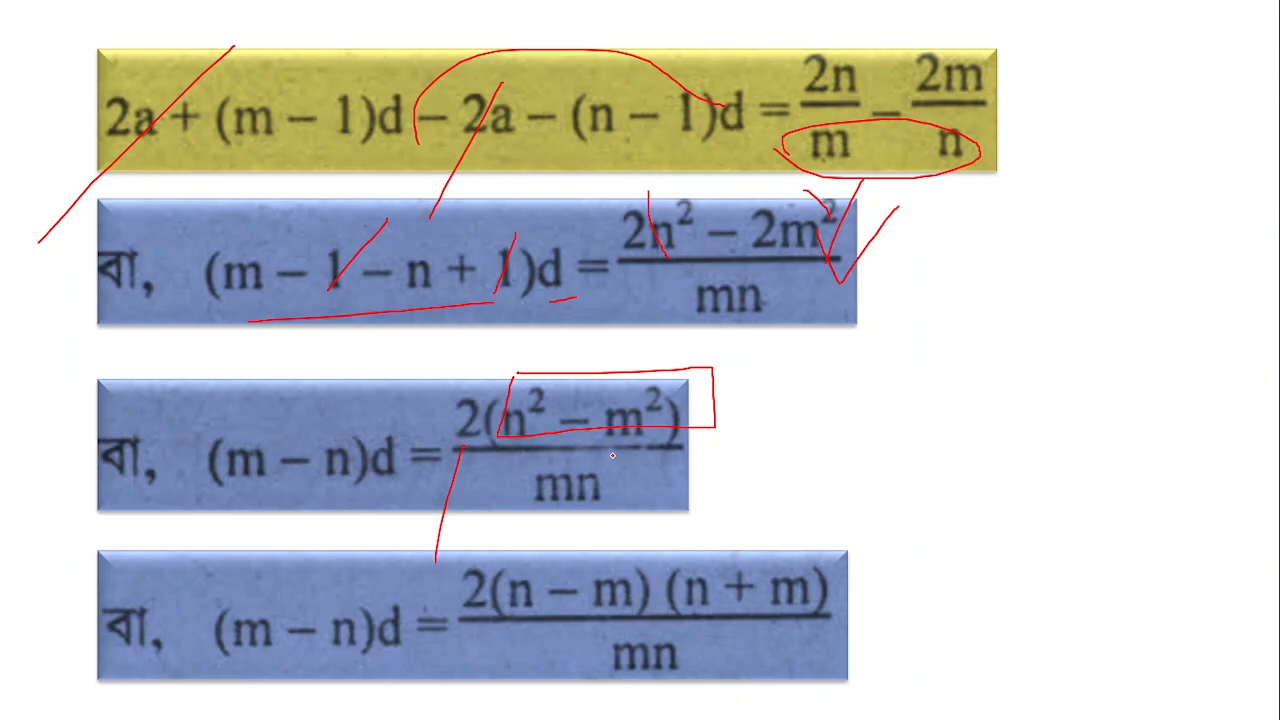 2a + (m − 1)d − 2a − (n − 1)d = 2n/m − 2m/n
বা, (m − 1 − n + 1)d = (2n² − 2m²)/mn
বা, (m − n)d = 2(n² − m²)/mn
বা, (m − n)d = 2(n − m) (n + m)/mn